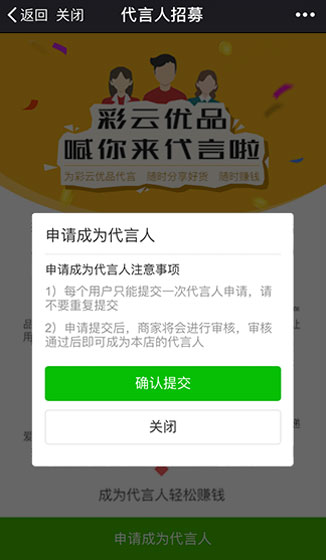 返回 关闭 代言人招募
彩云优品
喊你来代言啦
为彩云优品代言 随时分享好货 随时赚钱
申请成为代言人
申请成为代言人注意事项
1）每个用户只能提交一次代言人申请，请
不要重复提交
2）申请提交后，商家将会进行审核，审核
通过后即可成为本店的代言人
确认提交
关闭
成为代言人轻松赚钱
申请成为代言人